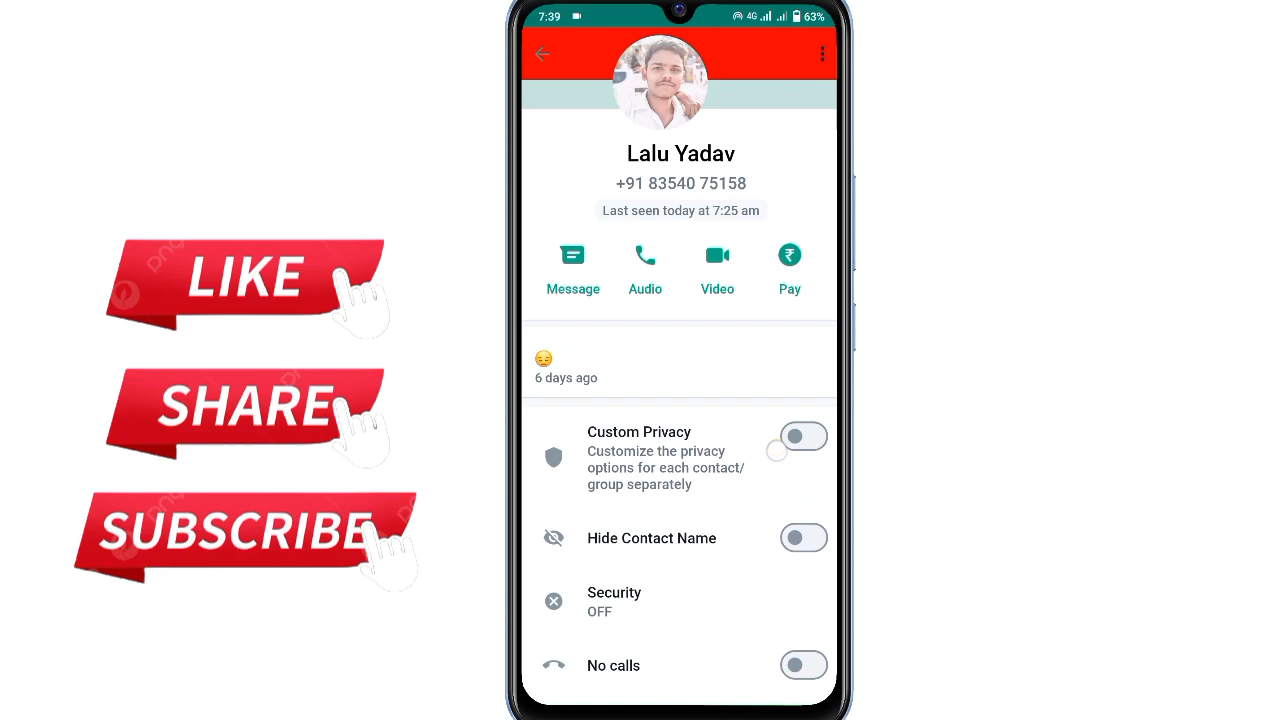 7:39
4G
63%
Lalu Yadav
+91 83540 75158
Last seen today at 7:25 am
Message Audio Video Pay
😑
6 days ago
Custom Privacy
Customize the privacy
options for each contact/
group separately
Hide Contact Name
Security
OFF
No calls
LIKE
SHARE
SUBSCRIBE